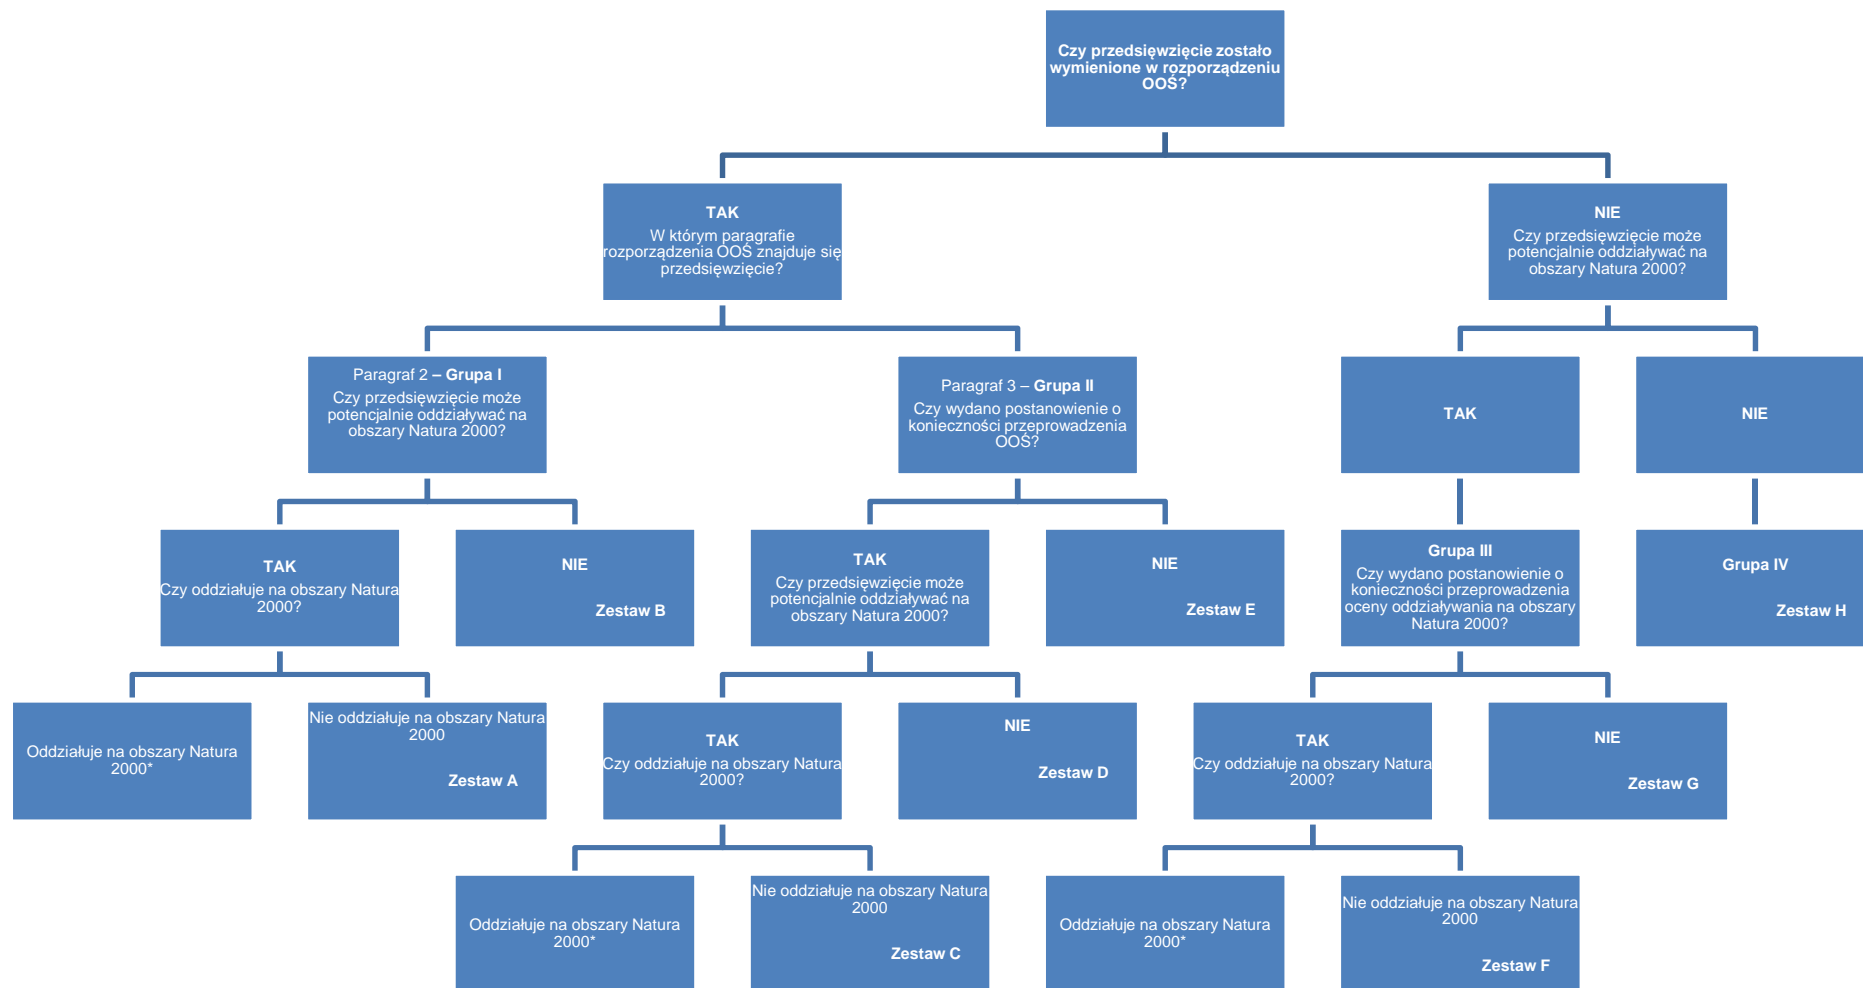 Czy przedsięwzięcie zostało
wymienione w rozporządzeniu
OOŚ?
TAK
W którym paragrafie
rozporządzenia OOŚ znajduje się
przedsięwzięcie?
NIE
Czy przedsięwzięcie może
potencjalnie oddziaływać na
obszary Natura 2000?
Paragraf 2 – Grupa I
Czy przedsięwzięcie może
potencjalnie oddziaływać na
obszary Natura 2000?
Paragraf 3 – Grupa II
Czy wydano postanowienie o
konieczności przeprowadzenia
OOŚ?
TAK
NIE
TAK
Czy oddziałuje na obszary Natura
2000?
NIE
Zestaw B
TAK
Czy przedsięwzięcie może
potencjalnie oddziaływać na
obszary Natura 2000?
NIE
Zestaw E
Grupa III
Czy wydano postanowienie o
konieczności przeprowadzenia
oceny oddziaływania na obszary
Natura 2000?
Grupa IV
Zestaw H
Oddziałuje na obszary Natura
2000*
Nie oddziałuje na obszary Natura
2000
Zestaw A
TAK
Czy oddziałuje na obszary Natura
2000?
NIE
Zestaw D
TAK
Czy oddziałuje na obszary Natura
2000?
NIE
Zestaw G
Oddziałuje na obszary Natura
2000*
Nie oddziałuje na obszary Natura
2000
Zestaw C
Oddziałuje na obszary Natura
2000*
Nie oddziałuje na obszary Natura
2000
Zestaw F